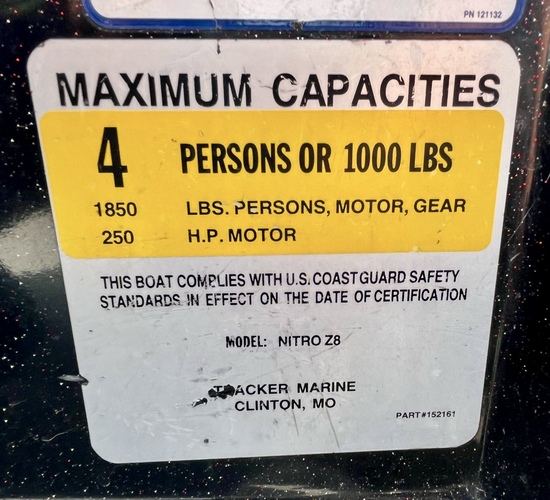 PN 121132
MAXIMUM CAPACITIES
4 PERSONS OR 1000 LBS
1850 LBS. PERSONS, MOTOR, GEAR
250 H.P. MOTOR
THIS BOAT COMPLIES WITH U.S. COAST GUARD SAFETY
STANDARDS IN EFFECT ON THE DATE OF CERTIFICATION
MODEL: NITRO Z8
TRACKER MARINE
CLINTON, MO
PART#152161